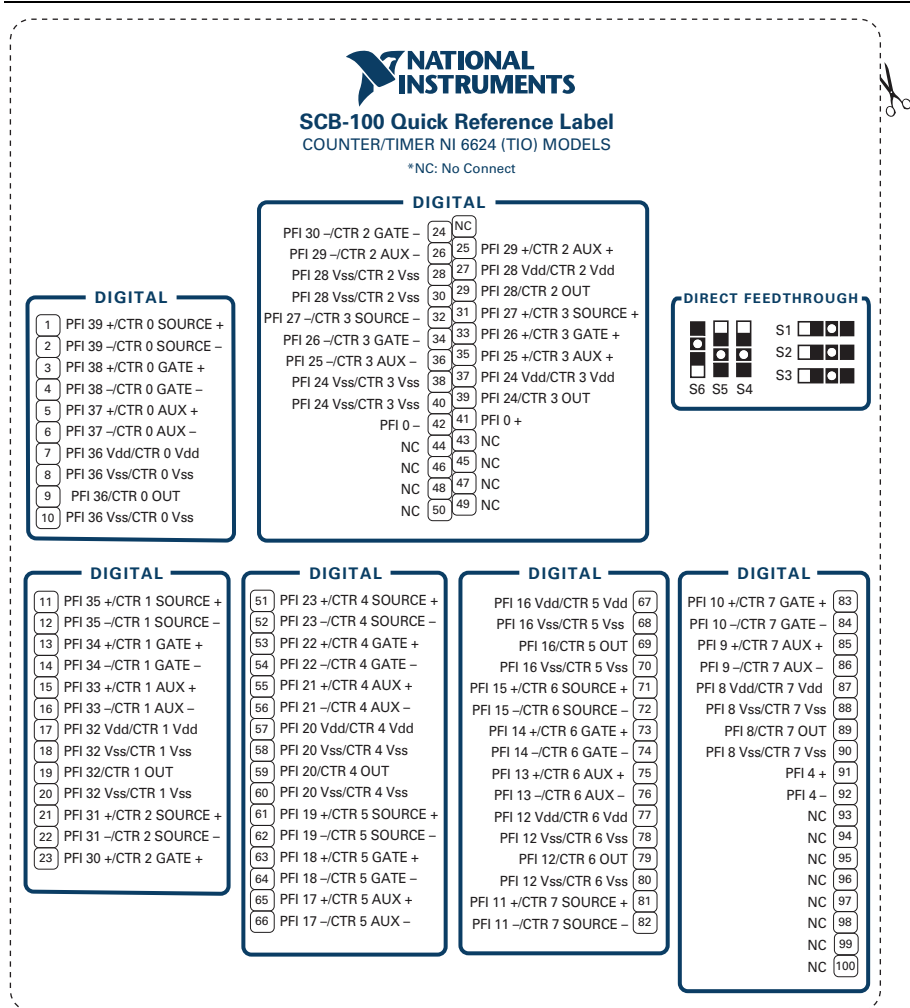 NATIONAL
INSTRUMENTS
SCB-100 Quick Reference Label
COUNTER/TIMER NI 6624 (TIO) MODELS
*NC: No Connect
DIGITAL
PFI 30 –/CTR 2 GATE – 24 NC
PFI 29 –/CTR 2 AUX – 26 25 PFI 29 +/CTR 2 AUX +
PFI 28 Vss/CTR 2 Vss 28 27 PFI 28 Vdd/CTR 2 Vdd
PFI 28 Vss/CTR 2 Vss 30 29 PFI 28/CTR 2 OUT
PFI 27 –/CTR 3 SOURCE – 32 31 PFI 27 +/CTR 3 SOURCE +
PFI 26 –/CTR 3 GATE – 34 33 PFI 26 +/CTR 3 GATE +
PFI 25 –/CTR 3 AUX – 36 35 PFI 25 +/CTR 3 AUX +
PFI 24 Vss/CTR 3 Vss 38 37 PFI 24 Vdd/CTR 3 Vdd
PFI 24 Vss/CTR 3 Vss 40 39 PFI 24/CTR 3 OUT
PFI 0 – 42 41 PFI 0 +
NC 44 43 NC
NC 46 45 NC
NC 48 47 NC
NC 50 49 NC
DIGITAL
1 PFI 39 +/CTR 0 SOURCE +
2 PFI 39 –/CTR 0 SOURCE –
3 PFI 38 +/CTR 0 GATE +
4 PFI 38 –/CTR 0 GATE –
5 PFI 37 +/CTR 0 AUX +
6 PFI 37 –/CTR 0 AUX –
7 PFI 36 Vdd/CTR 0 Vdd
8 PFI 36 Vss/CTR 0 Vss
9 PFI 36/CTR 0 OUT
10 PFI 36 Vss/CTR 0 Vss
DIRECT FEEDTHROUGH
S1
S2
S3
S6 S5 S4
DIGITAL
11 PFI 35 +/CTR 1 SOURCE +
12 PFI 35 –/CTR 1 SOURCE –
13 PFI 34 +/CTR 1 GATE +
14 PFI 34 –/CTR 1 GATE –
15 PFI 33 +/CTR 1 AUX +
16 PFI 33 –/CTR 1 AUX –
17 PFI 32 Vdd/CTR 1 Vdd
18 PFI 32 Vss/CTR 1 Vss
19 PFI 32/CTR 1 OUT
20 PFI 32 Vss/CTR 1 Vss
21 PFI 31 +/CTR 2 SOURCE +
22 PFI 31 –/CTR 2 SOURCE –
23 PFI 30 +/CTR 2 GATE +
DIGITAL
51 PFI 23 +/CTR 4 SOURCE +
52 PFI 23 –/CTR 4 SOURCE –
53 PFI 22 +/CTR 4 GATE +
54 PFI 22 –/CTR 4 GATE –
55 PFI 21 +/CTR 4 AUX +
56 PFI 21 –/CTR 4 AUX –
57 PFI 20 Vdd/CTR 4 Vdd
58 PFI 20 Vss/CTR 4 Vss
59 PFI 20/CTR 4 OUT
60 PFI 20 Vss/CTR 4 Vss
61 PFI 19 +/CTR 5 SOURCE +
62 PFI 19 –/CTR 5 SOURCE –
63 PFI 18 +/CTR 5 GATE +
64 PFI 18 –/CTR 5 GATE –
65 PFI 17 +/CTR 5 AUX +
66 PFI 17 –/CTR 5 AUX –
DIGITAL
PFI 16 Vdd/CTR 5 Vdd 67
PFI 16 Vss/CTR 5 Vss 68
PFI 16/CTR 5 OUT 69
PFI 16 Vss/CTR 5 Vss 70
PFI 15 +/CTR 6 SOURCE + 71
PFI 15 –/CTR 6 SOURCE – 72
PFI 14 +/CTR 6 GATE + 73
PFI 14 –/CTR 6 GATE – 74
PFI 13 +/CTR 6 AUX + 75
PFI 13 –/CTR 6 AUX – 76
PFI 12 Vdd/CTR 6 Vdd 77
PFI 12 Vss/CTR 6 Vss 78
PFI 12/CTR 6 OUT 79
PFI 12 Vss/CTR 6 Vss 80
PFI 11 +/CTR 7 SOURCE + 81
PFI 11 –/CTR 7 SOURCE – 82
DIGITAL
PFI 10 +/CTR 7 GATE + 83
PFI 10 –/CTR 7 GATE – 84
PFI 9 +/CTR 7 AUX + 85
PFI 9 –/CTR 7 AUX – 86
PFI 8 Vdd/CTR 7 Vdd 87
PFI 8 Vss/CTR 7 Vss 88
PFI 8/CTR 7 OUT 89
PFI 8 Vss/CTR 7 Vss 90
PFI 4 + 91
PFI 4 – 92
NC 93
NC 94
NC 95
NC 96
NC 97
NC 98
NC 99
NC 100